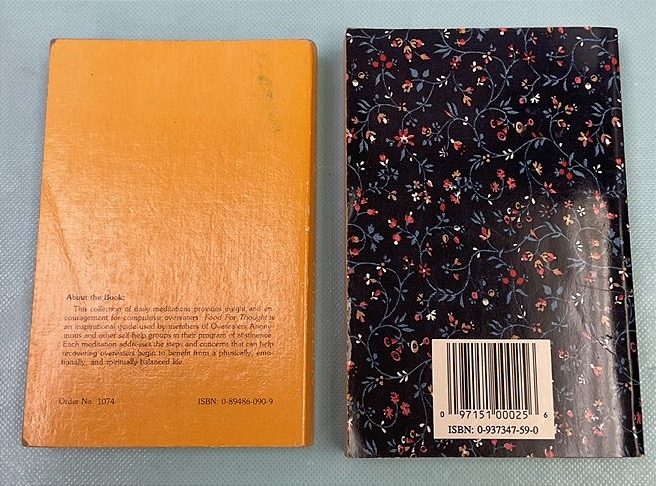 About the Book:
This collection of daily meditations provides insight and en-
couragement for compulsive overeaters. Food For Thought is
an inspirational guide used by members of Overeaters Anony-
mous and other self-help groups in their program of abstinence.
Each meditation addresses the steps and concerns that can help
recovering overeaters begin to benefit from a physically, emo-
tionally, and spiritually balanced life.
Order No. 1074
ISBN: 0-89486-090-9
0 97151 00025 6
ISBN: 0-937347-59-0